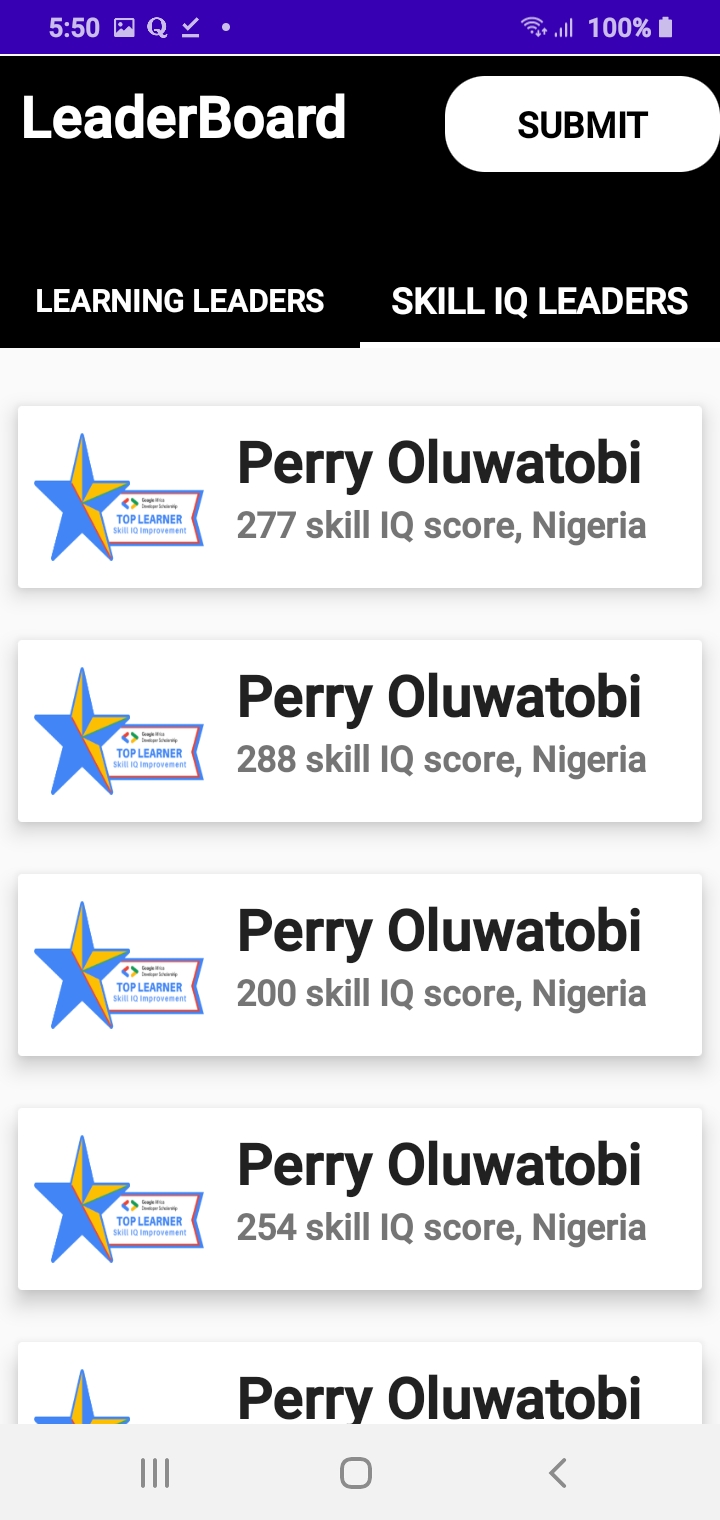 5:50
100%
LeaderBoard
SUBMIT
LEARNING LEADERS
SKILL IQ LEADERS
Perry Oluwatobi
277 skill IQ score, Nigeria
Google Africa
Developer Scholarship
TOP LEARNER
Skill IQ Improvement
Perry Oluwatobi
288 skill IQ score, Nigeria
Google Africa
Developer Scholarship
TOP LEARNER
Skill IQ Improvement
Perry Oluwatobi
200 skill IQ score, Nigeria
Google Africa
Developer Scholarship
TOP LEARNER
Skill IQ Improvement
Perry Oluwatobi
254 skill IQ score, Nigeria
Google Africa
Developer Scholarship
TOP LEARNER
Skill IQ Improvement
Perry Oluwatobi